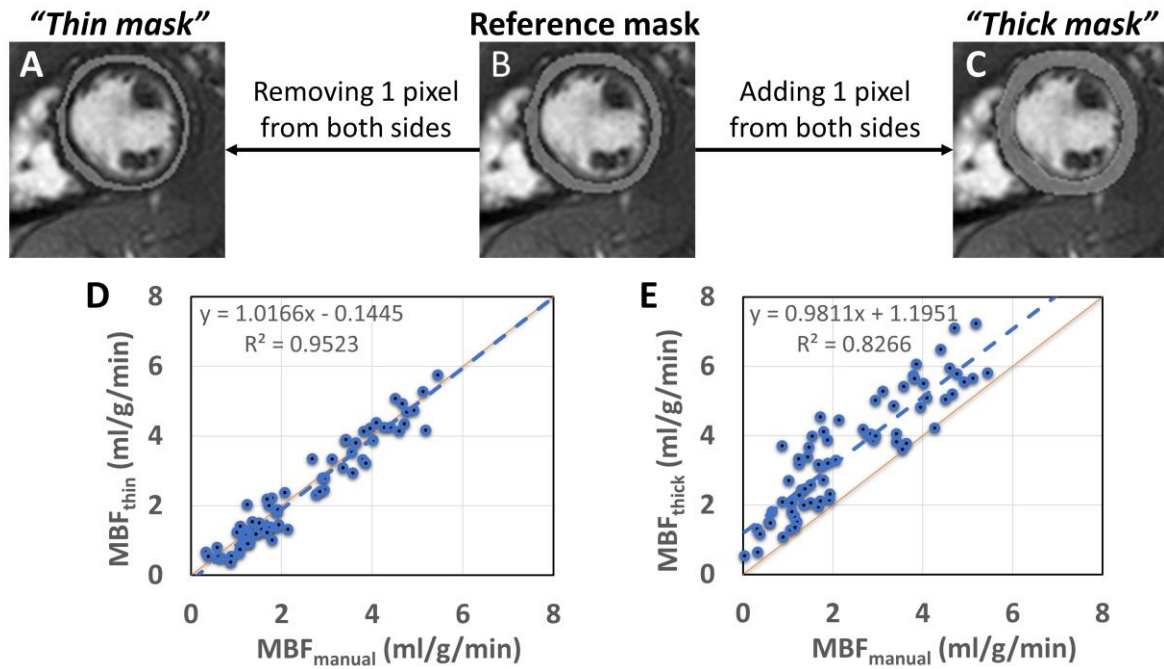 “Thin mask”
Reference mask
“Thick mask”
A
B
C
Removing 1 pixel
from both sides
Adding 1 pixel
from both sides
D
y = 1.0166x - 0.1445
R² = 0.9523
8
6
4
2
0
MBFthin (ml/g/min)
0 2 4 6 8
MBFmanual (ml/g/min)
E
y = 0.9811x + 1.1951
R² = 0.8266
8
6
4
2
0
MBFthick (ml/g/min)
0 2 4 6 8
MBFmanual (ml/g/min)